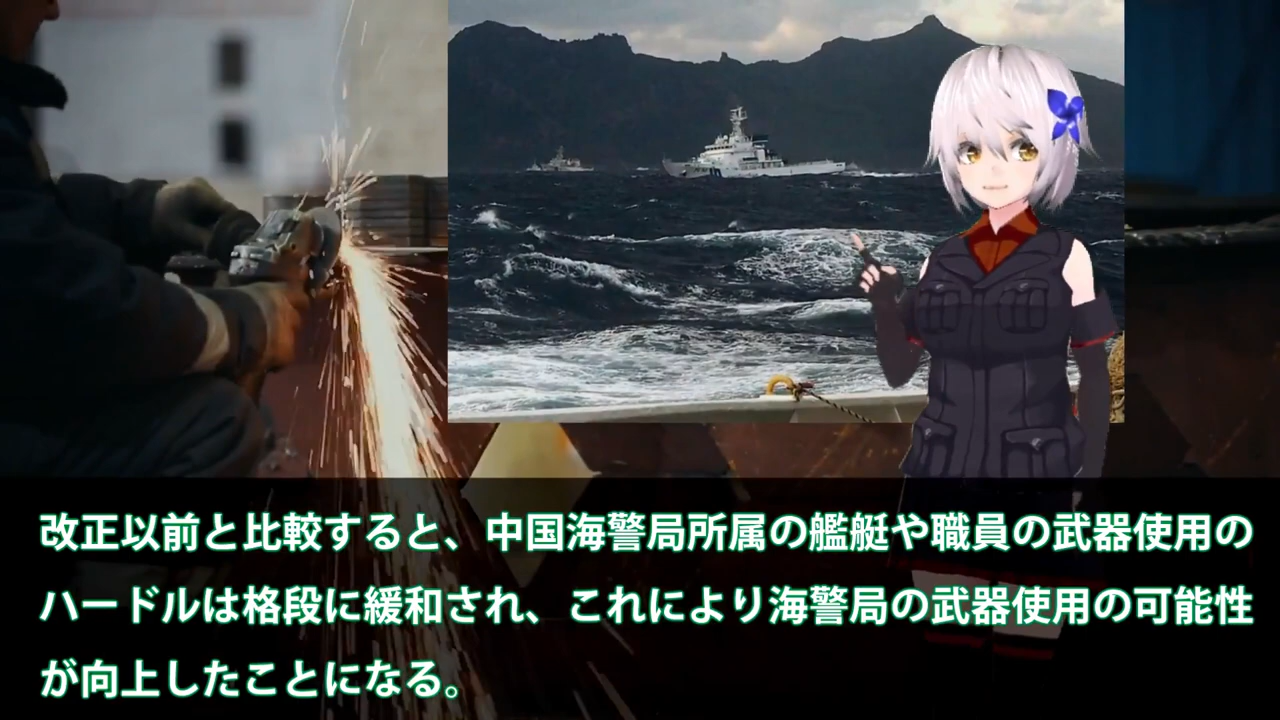 改正以前と比較すると、中国海警局所属の艦艇や職員の武器使用の
ハードルは格段に緩和され、これにより海警局の武器使用の可能性
が向上したことになる。